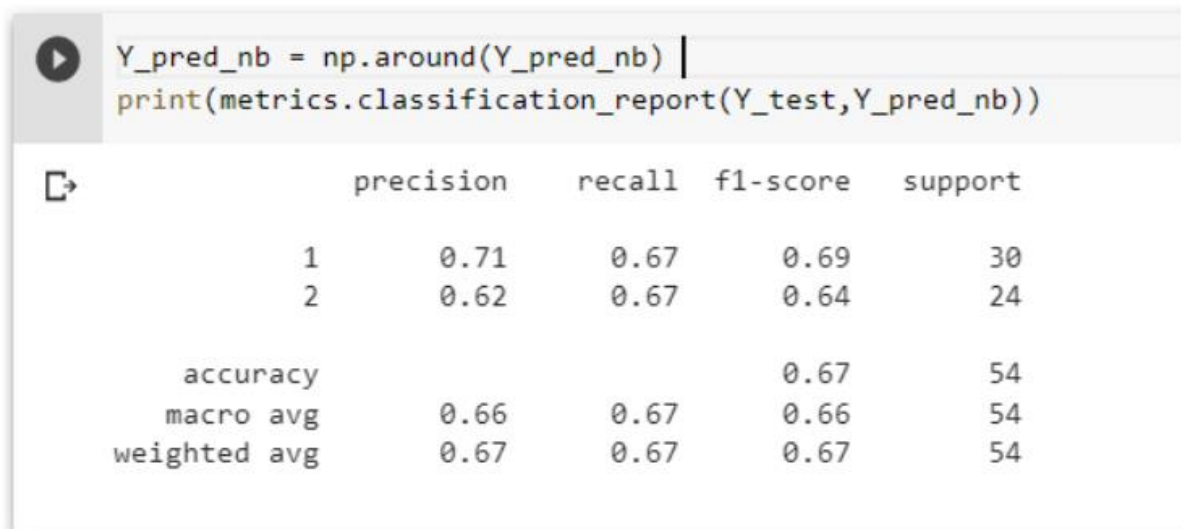 Y_pred_nb = np.around(Y_pred_nb)
print(metrics.classification_report(Y_test,Y_pred_nb))
precision recall f1-score support
1 0.71 0.67 0.69 30
2 0.62 0.67 0.64 24
accuracy 0.67 54
macro avg 0.66 0.67 0.66 54
weighted avg 0.67 0.67 0.67 54